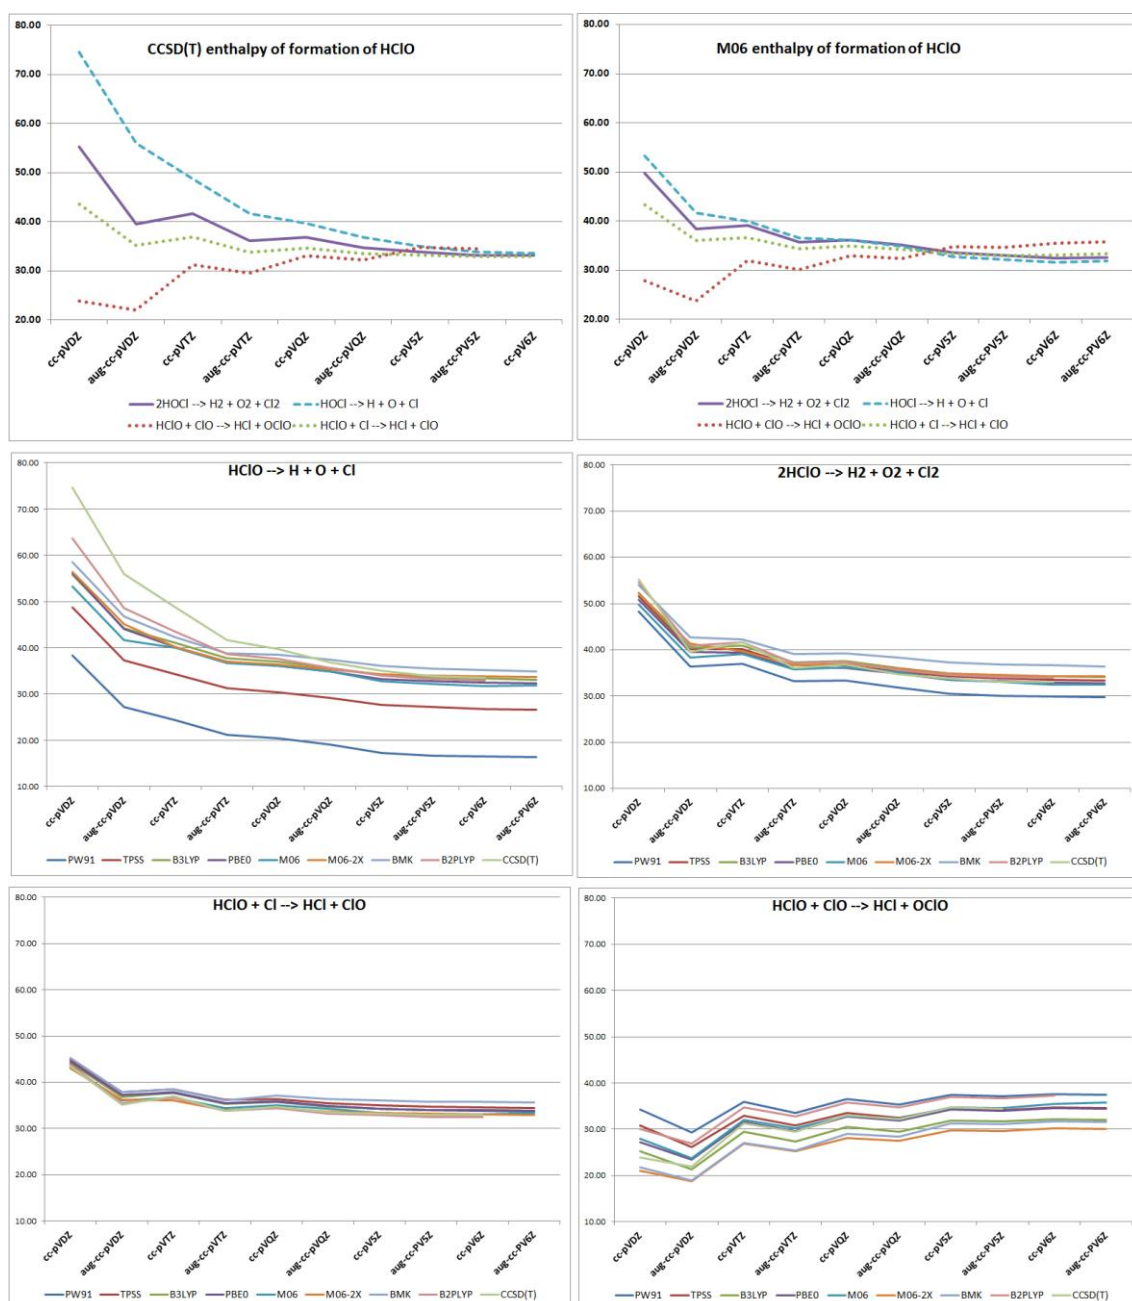 CCSD(T) enthalpy of formation of HClO
80.00
70.00
60.00
50.00
40.00
30.00
20.00
cc-pVDZ
aug-cc-pVDZ
cc-pVTZ
aug-cc-pVTZ
cc-pVQZ
aug-cc-pVQZ
cc-pV5Z
aug-cc-PV5Z
cc-pV6Z
2HOCl --> H2 + O2 + Cl2
HOCl --> H + O + Cl
HClO + ClO --> HCl + OClO
HClO + Cl --> HCl + ClO
M06 enthalpy of formation of HClO
80.00
70.00
60.00
50.00
40.00
30.00
20.00
cc-pVDZ
aug-cc-pVDZ
cc-pVTZ
aug-cc-pVTZ
cc-pVQZ
aug-cc-pVQZ
cc-pV5Z
aug-cc-PV5Z
cc-pV6Z
aug-cc-PV6Z
2HOCl --> H2 + O2 + Cl2
HOCl --> H + O + Cl
HClO + ClO --> HCl + OClO
HClO + Cl --> HCl + ClO
HClO --> H + O + Cl
80.00
70.00
60.00
50.00
40.00
30.00
20.00
10.00
cc-pVDZ
aug-cc-pVDZ
cc-pVTZ
aug-cc-pVTZ
cc-pVQZ
aug-cc-pVQZ
cc-pV5Z
aug-cc-PV5Z
cc-pV6Z
aug-cc-PV6Z
PW91 TPSS B3LYP PBE0 M06 M06-2X BMK B2PLYP CCSD(T)
2HClO --> H2 + O2 + Cl2
80.00
70.00
60.00
50.00
40.00
30.00
20.00
10.00
cc-pVDZ
aug-cc-pVDZ
cc-pVTZ
aug-cc-pVTZ
cc-pVQZ
aug-cc-pVQZ
cc-pV5Z
aug-cc-PV5Z
cc-pV6Z
aug-cc-PV6Z
PW91 TPSS B3LYP PBE0 M06 M06-2X BMK B2PLYP CCSD(T)
HClO + Cl --> HCl + ClO
80.00
70.00
60.00
50.00
40.00
30.00
20.00
10.00
cc-pVDZ
aug-cc-pVDZ
cc-pVTZ
aug-cc-pVTZ
cc-pVQZ
aug-cc-pVQZ
cc-pV5Z
aug-cc-PV5Z
cc-pV6Z
aug-cc-PV6Z
PW91 TPSS B3LYP PBE0 M06 M06-2X BMK B2PLYP CCSD(T)
HClO + ClO --> HCl + OClO
80.00
70.00
60.00
50.00
40.00
30.00
20.00
10.00
cc-pVDZ
aug-cc-pVDZ
cc-pVTZ
aug-cc-pVTZ
cc-pVQZ
aug-cc-pVQZ
cc-pV5Z
aug-cc-PV5Z
cc-pV6Z
aug-cc-PV6Z
PW91 TPSS B3LYP PBE0 M06 M06-2X BMK B2PLYP CCSD(T)